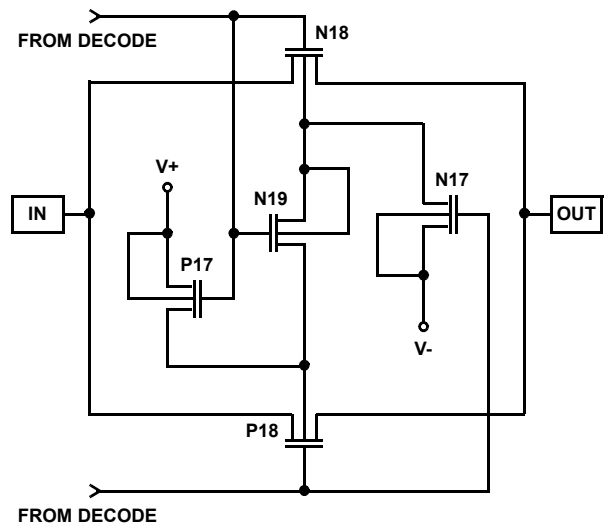 FROM DECODE
N18
V+
N17
N19
IN
OUT
P17
V-
P18
FROM DECODE